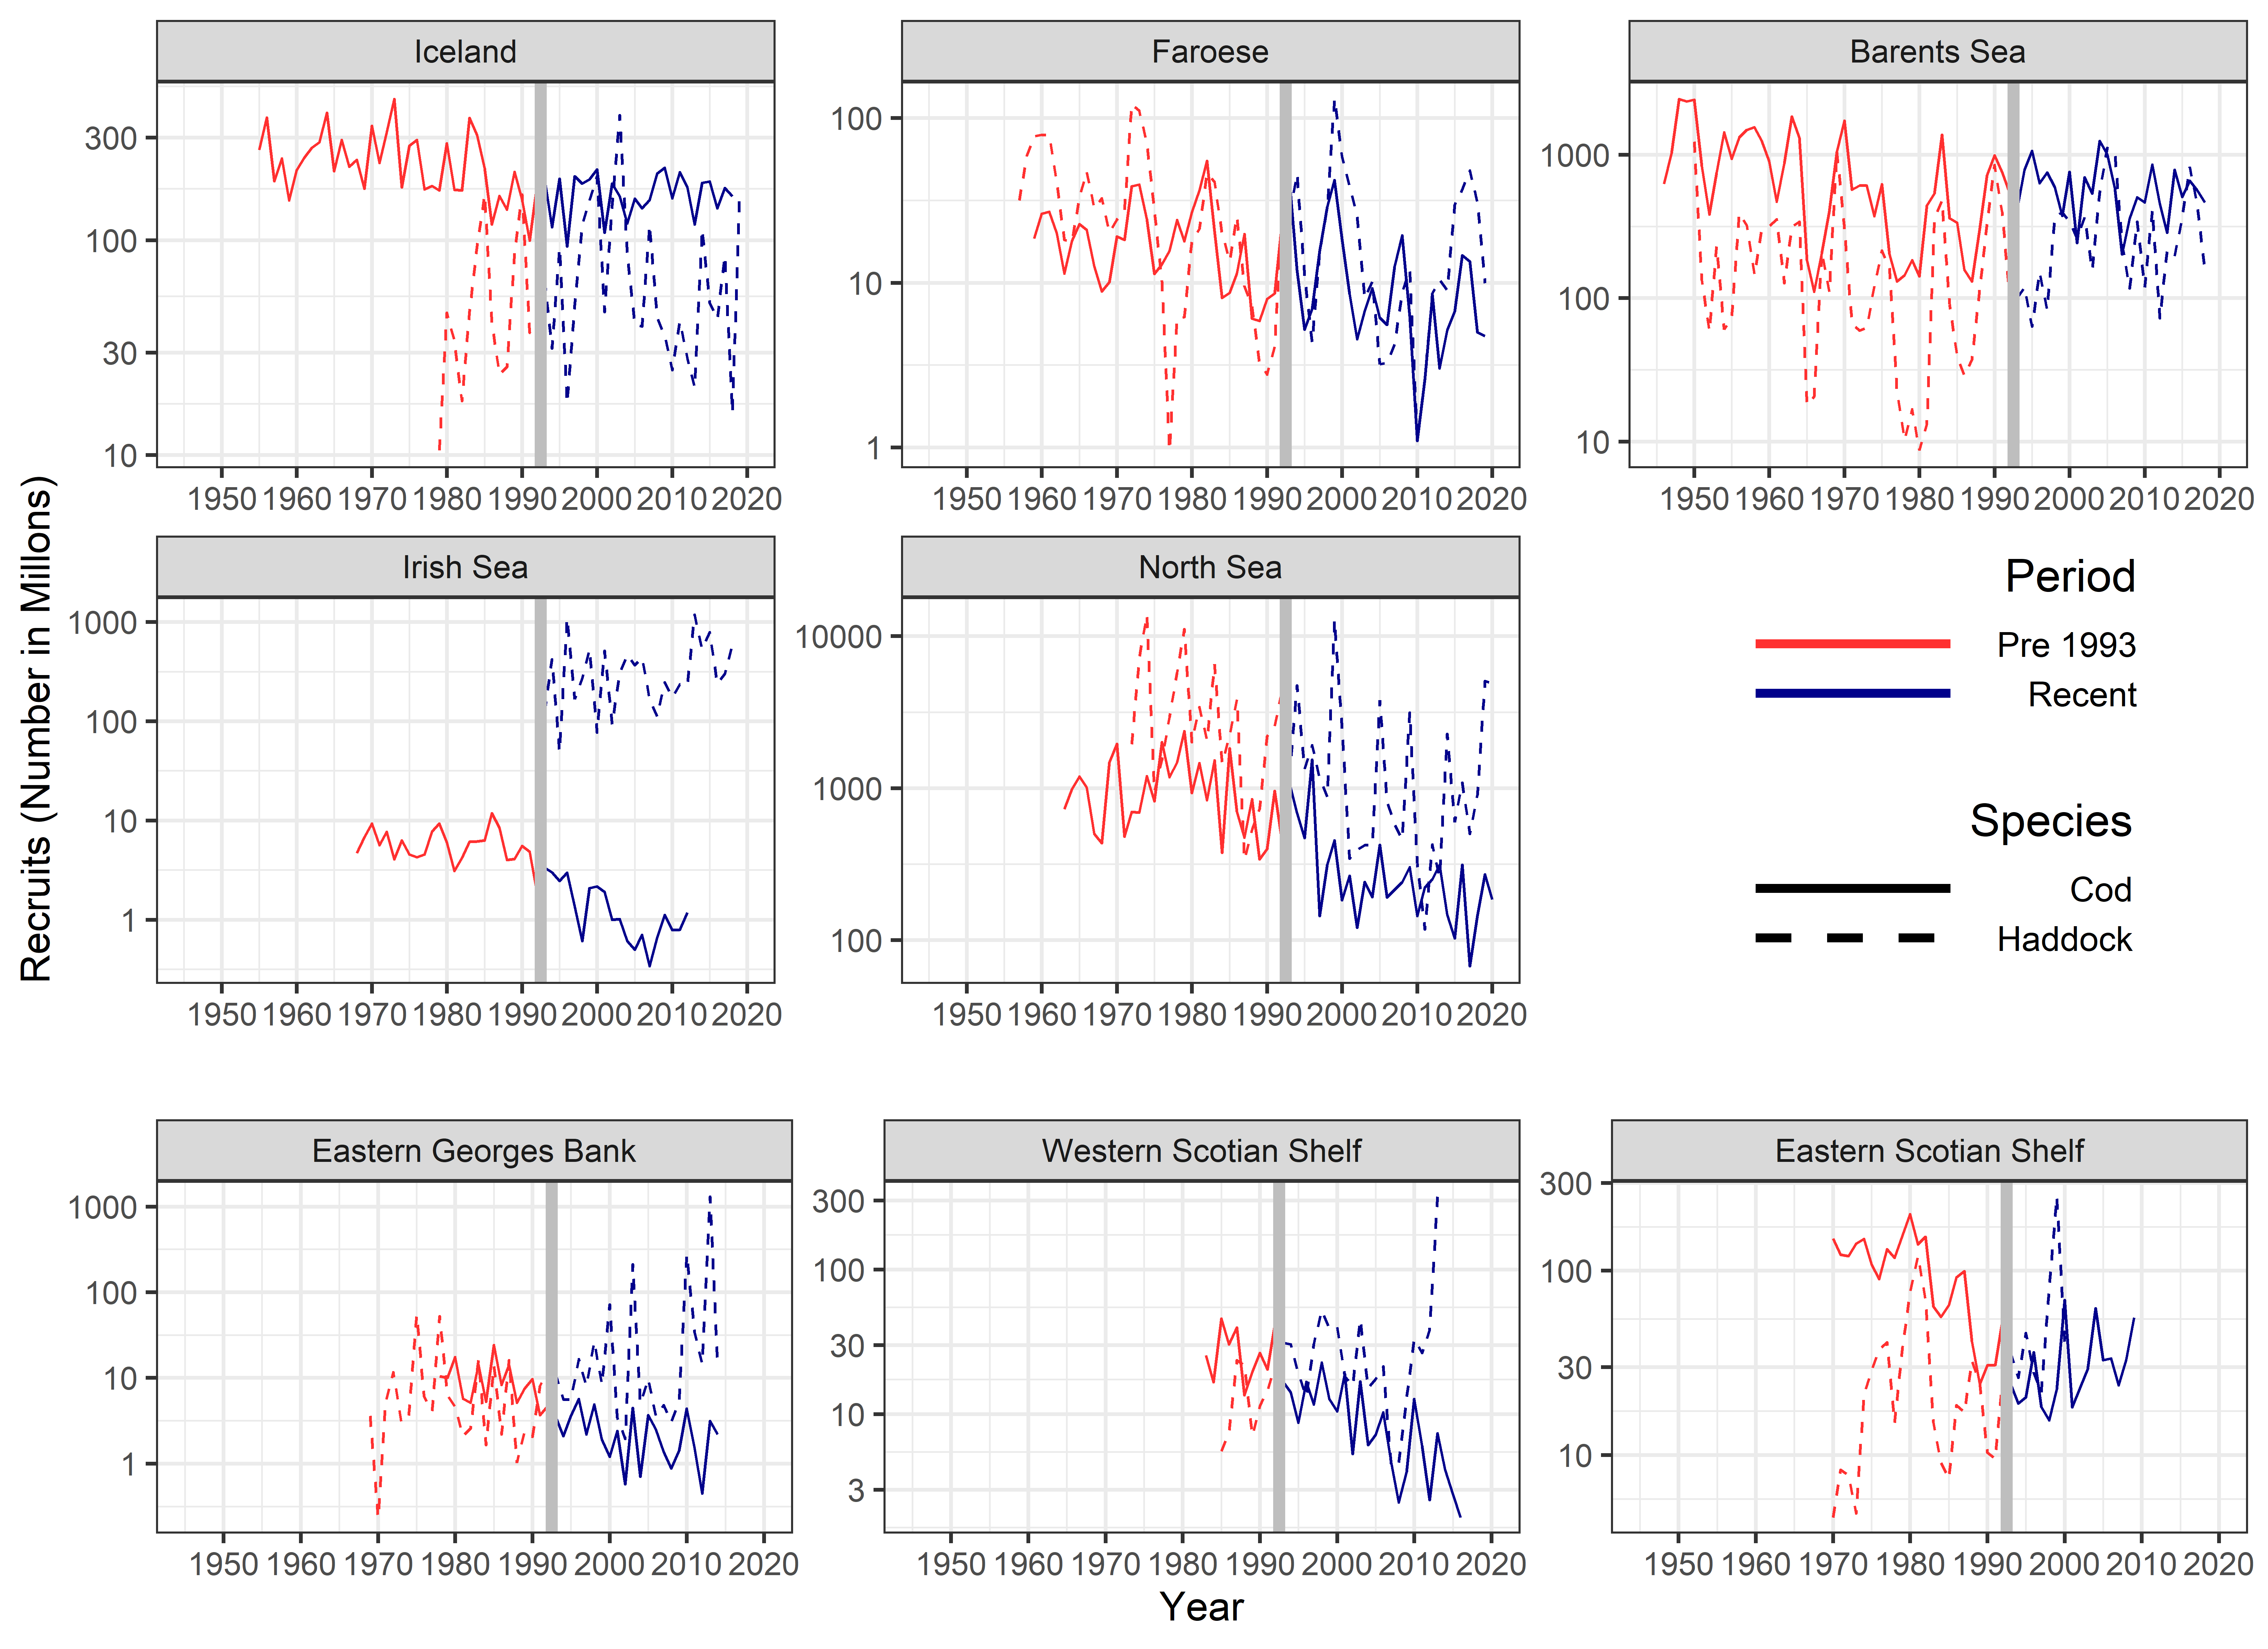 Iceland
Faroese
Barents Sea
300
100
30
10
100
10
1
1000
100
10
1950 1960 1970 1980 1990 2000 2010 2020
1950 1960 1970 1980 1990 2000 2010 2020
1950 1960 1970 1980 1990 2000 2010 2020
Recruits (Number in Millons)
Irish Sea
North Sea
1000
100
10
1
10000
1000
100
1950 1960 1970 1980 1990 2000 2010 2020
1950 1960 1970 1980 1990 2000 2010 2020
Period
Pre 1993
Recent
Species
Cod
Haddock
Eastern Georges Bank
Western Scotian Shelf
Eastern Scotian Shelf
1000
100
10
1
300
100
30
10
3
300
100
30
10
1950 1960 1970 1980 1990 2000 2010 2020
1950 1960 1970 1980 1990 2000 2010 2020
1950 1960 1970 1980 1990 2000 2010 2020
Year